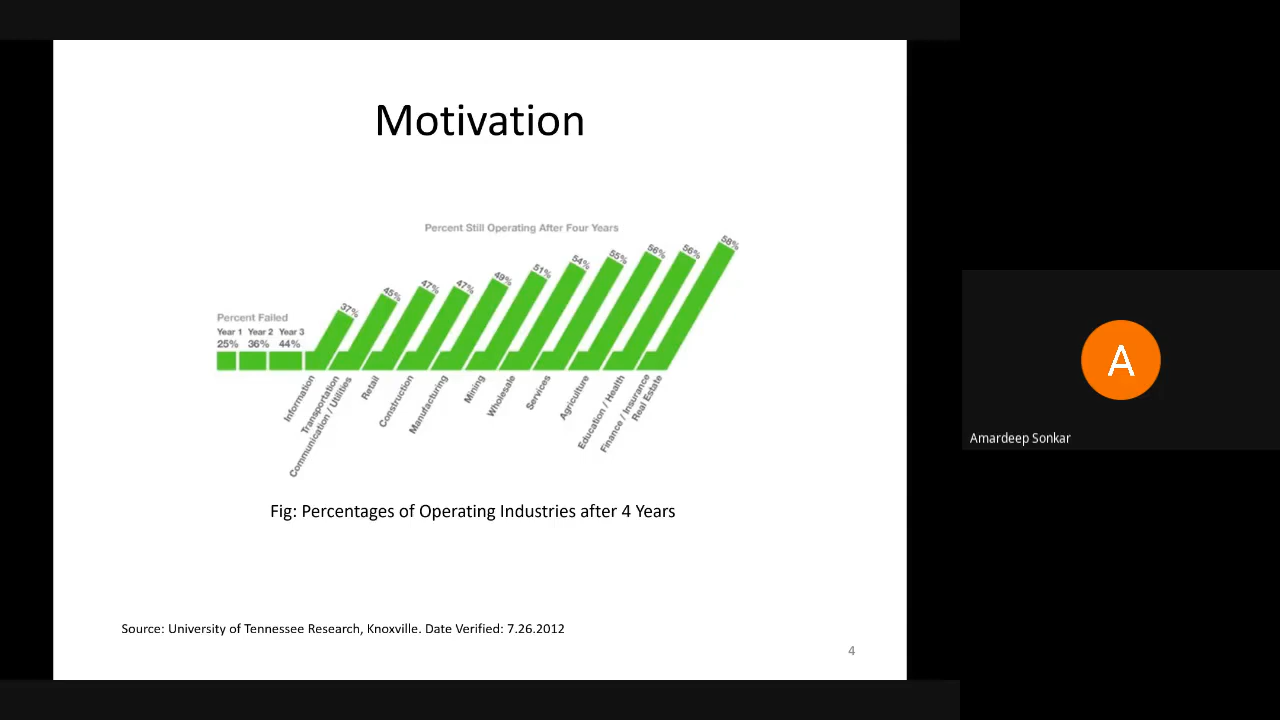 Motivation
Percent Still Operating After Four Years
37%
45%
47%
47%
49%
51%
54%
55%
56%
56%
58%
Percent Failed
Year 1 Year 2 Year 3
25% 36% 44%
Information
Transportation
Communication / Utilities
Retail
Construction
Manufacturing
Mining
Wholesale
Services
Agriculture
Education / Health
Finance / Insurance
Real Estate
Fig: Percentages of Operating Industries after 4 Years
Source: University of Tennessee Research, Knoxville. Date Verified: 7.26.2012
4
A
Amardeep Sonkar